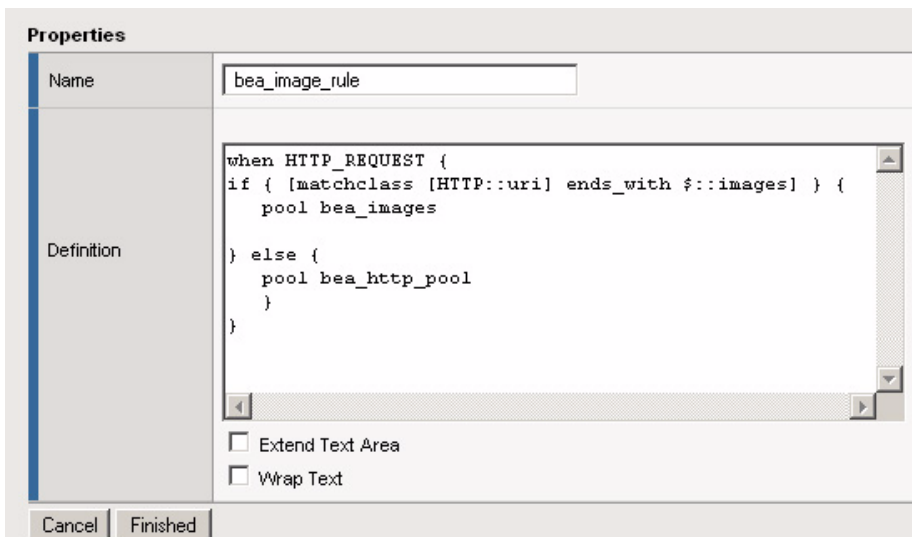 Properties
Name
bea_image_rule
Definition
when HTTP_REQUEST {
if { [matchclass [HTTP::uri] ends_with $::images] } {
   pool bea_images

} else {
   pool bea_http_pool
   }
}
Extend Text Area
Wrap Text
Cancel
Finished